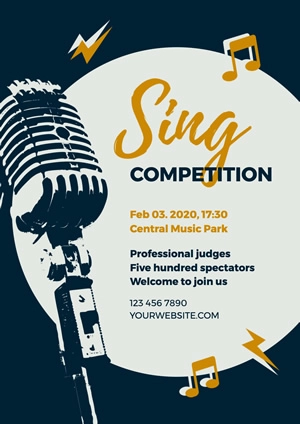 Sing
COMPETITION
Feb 03. 2020, 17:30
Central Music Park
Professional judges
Five hundred spectators
Welcome to join us
123 456 7890
YOURWEBSITE.COM